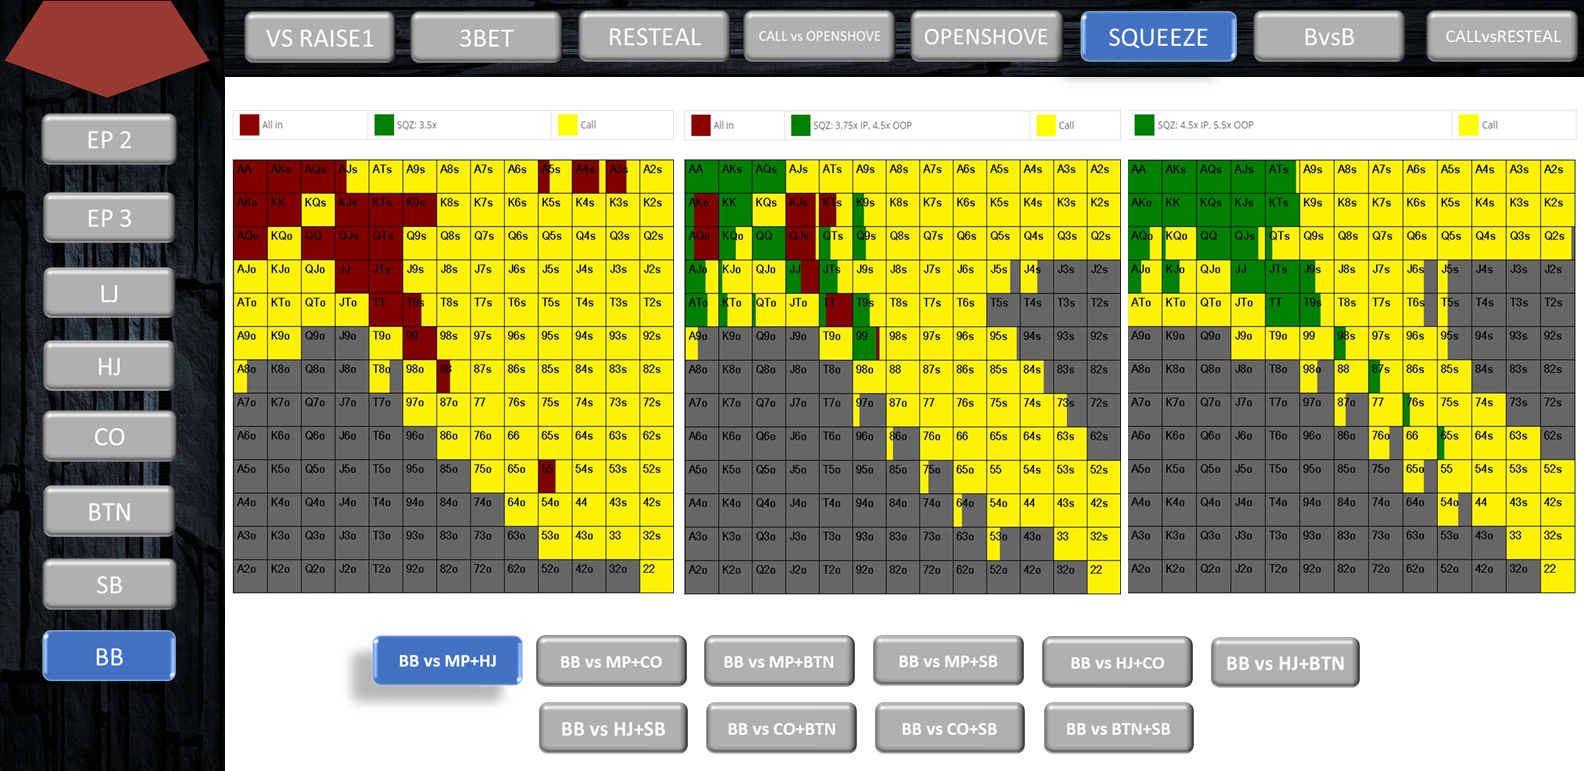 VS RAISE1
3BET
RESTEAL
CALL vs OPENSHOVE
OPENSHOVE
SQUEEZE
BvsB
CALLvsRESTEAL
EP 2
EP 3
LJ
HJ
CO
BTN
SB
BB
All in SQZ: 3.5x Call
AA AKs AQs AJs ATs A9s A8s A7s A6s A5s A4s A3s A2s
AKo KK KQs KJs KTs K9s K8s K7s K6s K5s K4s K3s K2s
AQo KQo QQ QJs QTs Q9s Q8s Q7s Q6s Q5s Q4s Q3s Q2s
AJo KJo QJo JJ JTs J9s J8s J7s J6s J5s J4s J3s J2s
ATo KTo QTo JTo TT T9s T8s T7s T6s T5s T4s T3s T2s
A9o K9o Q9o J9o T9o 99 98s 97s 96s 95s 94s 93s 92s
A8o K8o Q8o J8o T8o 98o 88 87s 86s 85s 84s 83s 82s
A7o K7o Q7o J7o T7o 97o 87o 77 76s 75s 74s 73s 72s
A6o K6o Q6o J6o T6o 96o 86o 76o 66 65s 64s 63s 62s
A5o K5o Q5o J5o T5o 95o 85o 75o 65o 55 54s 53s 52s
A4o K4o Q4o J4o T4o 94o 84o 74o 64o 54o 44 43s 42s
A3o K3o Q3o J3o T3o 93o 83o 73o 63o 53o 43o 33 32s
A2o K2o Q2o J2o T2o 92o 82o 72o 62o 52o 42o 32o 22
All in SQZ: 3.75x IP, 4.5x OOP Call
AA AKs AQs AJs ATs A9s A8s A7s A6s A5s A4s A3s A2s
AKo KK KQs KJs KTs K9s K8s K7s K6s K5s K4s K3s K2s
AQo KQo QQ QJs QTs Q9s Q8s Q7s Q6s Q5s Q4s Q3s Q2s
AJo KJo QJo JJ JTs J9s J8s J7s J6s J5s J4s J3s J2s
ATo KTo QTo JTo TT T9s T8s T7s T6s T5s T4s T3s T2s
A9o K9o Q9o J9o T9o 99 98s 97s 96s 95s 94s 93s 92s
A8o K8o Q8o J8o T8o 98o 88 87s 86s 85s 84s 83s 82s
A7o K7o Q7o J7o T7o 97o 87o 77 76s 75s 74s 73s 72s
A6o K6o Q6o J6o T6o 96o 86o 76o 66 65s 64s 63s 62s
A5o K5o Q5o J5o T5o 95o 85o 75o 65o 55 54s 53s 52s
A4o K4o Q4o J4o T4o 94o 84o 74o 64o 54o 44 43s 42s
A3o K3o Q3o J3o T3o 93o 83o 73o 63o 53o 43o 33 32s
A2o K2o Q2o J2o T2o 92o 82o 72o 62o 52o 42o 32o 22
SQZ: 4.5x IP, 5.5x OOP Call
AA AKs AQs AJs ATs A9s A8s A7s A6s A5s A4s A3s A2s
AKo KK KQs KJs KTs K9s K8s K7s K6s K5s K4s K3s K2s
AQo KQo QQ QJs QTs Q9s Q8s Q7s Q6s Q5s Q4s Q3s Q2s
AJo KJo QJo JJ JTs J9s J8s J7s J6s J5s J4s J3s J2s
ATo KTo QTo JTo TT T9s T8s T7s T6s T5s T4s T3s T2s
A9o K9o Q9o J9o T9o 99 98s 97s 96s 95s 94s 93s 92s
A8o K8o Q8o J8o T8o 98o 88 87s 86s 85s 84s 83s 82s
A7o K7o Q7o J7o T7o 97o 87o 77 76s 75s 74s 73s 72s
A6o K6o Q6o J6o T6o 96o 86o 76o 66 65s 64s 63s 62s
A5o K5o Q5o J5o T5o 95o 85o 75o 65o 55 54s 53s 52s
A4o K4o Q4o J4o T4o 94o 84o 74o 64o 54o 44 43s 42s
A3o K3o Q3o J3o T3o 93o 83o 73o 63o 53o 43o 33 32s
A2o K2o Q2o J2o T2o 92o 82o 72o 62o 52o 42o 32o 22
BB vs MP+HJ
BB vs MP+CO
BB vs MP+BTN
BB vs MP+SB
BB vs HJ+CO
BB vs HJ+BTN
BB vs HJ+SB
BB vs CO+BTN
BB vs CO+SB
BB vs BTN+SB